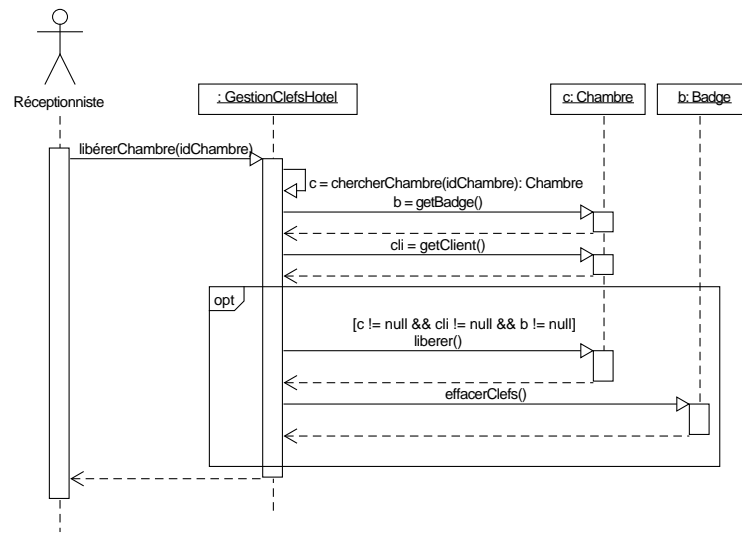 Réceptionniste
: GestionClefsHotel
c: Chambre
b: Badge
libérerChambre(idChambre)
c = chercherChambre(idChambre): Chambre
b = getBadge()
cli = getClient()
opt
[c != null && cli != null && b != null]
liberer()
effacerClefs()